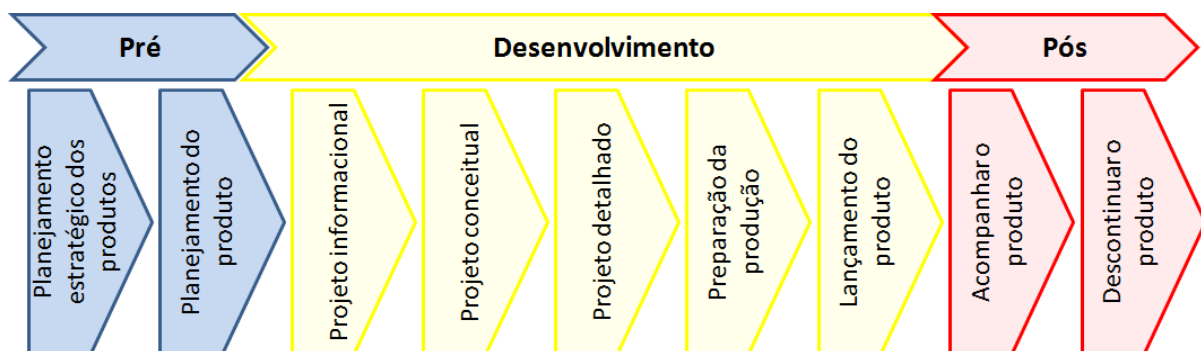 Pré
Desenvolvimento
Pós
Planejamento
estratégico dos
produtos
Planejamento do
produto
Projeto informacional
Projeto conceitual
Projeto detalhado
Preparação da
produção
Lançamento do
produto
Acompanhar o
produto
Descontinuar o
produto